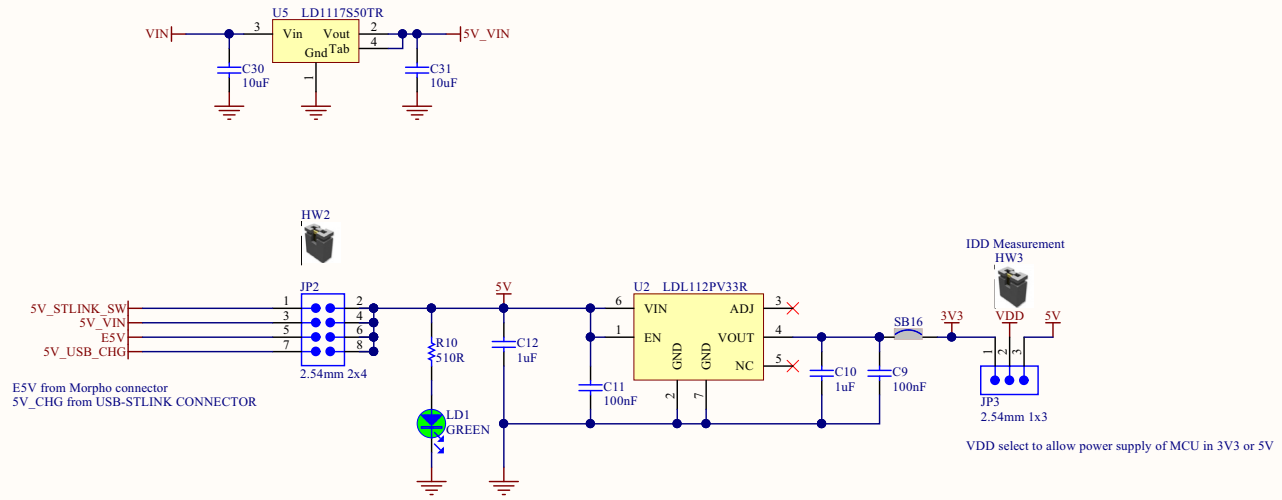 U5 LD1117S50TR
VIN 3 Vin Vout 2 5V_VIN
Gnd Tab 4
1
C30
10uF
C31
10uF
HW2
IDD Measurement
HW3
JP2
5V_STLINK_SW 1 2
5V_VIN 3 4
E5V 5 6
5V_USB_CHG 7 8
2.54mm 2x4
E5V from Morpho connector
5V_CHG from USB-STLINK CONNECTOR
R10
510R
LD1
GREEN
5V
C12
1uF
C11
100nF
U2 LDL112PV33R
6 VIN ADJ 3
1 EN VOUT 4
GND GND NC 5
2 7
C10
1uF
C9
100nF
SB16
3V3 VDD 5V
1 2 3
JP3
2.54mm 1x3
VDD select to allow power supply of MCU in 3V3 or 5V